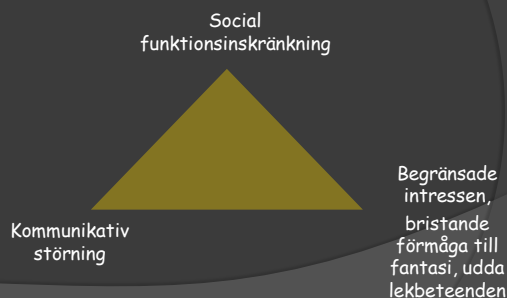 Social
funktionsinskränkning
Kommunikativ
störning
Begränsade
intressen,
bristande
förmåga till
fantasi, udda
lekbeteenden